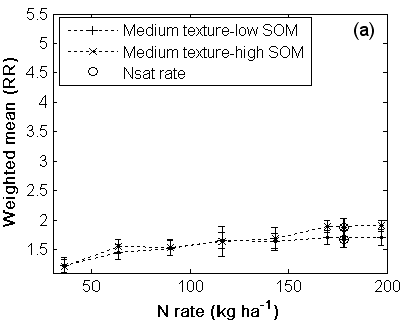 5.5
5
4.5
4
3.5
3
2.5
2
1.5
Weighted mean (RR)
Medium texture-low SOM
Medium texture-high SOM
Nsat rate
(a)
50 100 150 200
N rate (kg ha⁻¹)